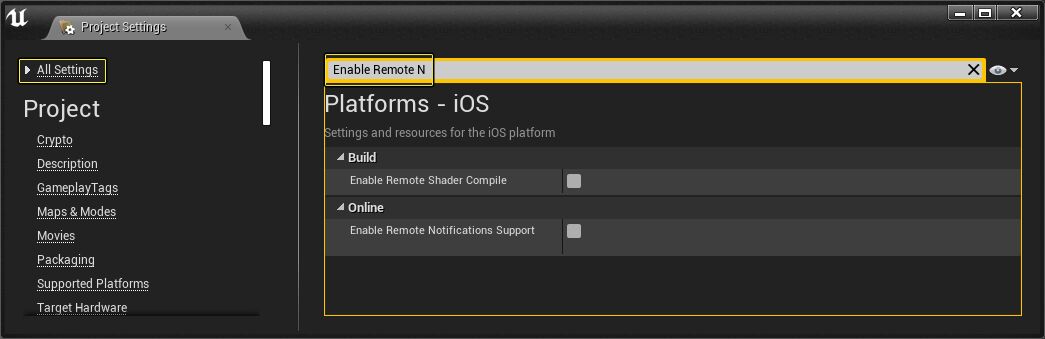 Project Settings
All Settings
Project
Crypto
Description
GameplayTags
Maps & Modes
Movies
Packaging
Supported Platforms
Target Hardware
Enable Remote N
Platforms - iOS
Settings and resources for the iOS platform
Build
Enable Remote Shader Compile
Online
Enable Remote Notifications Support